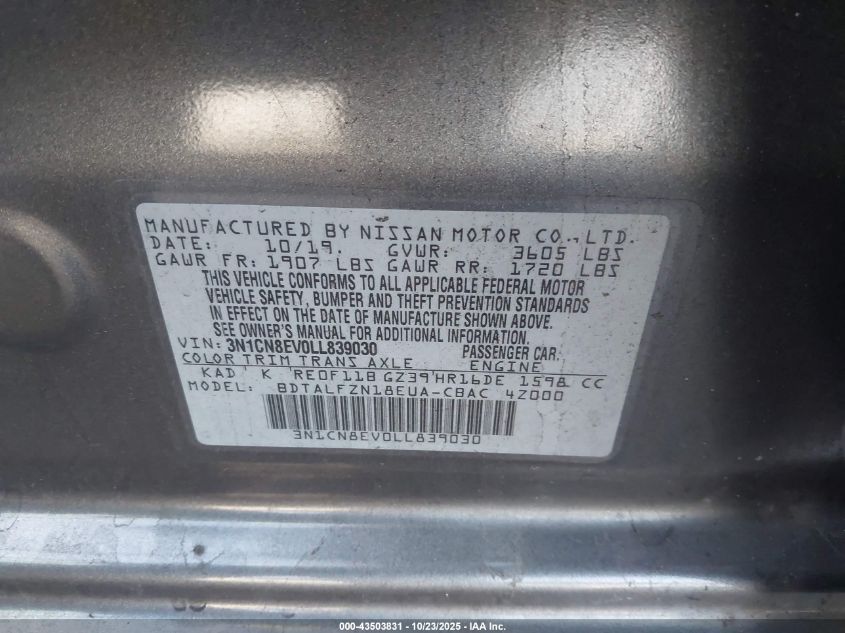 MANUFACTURED BY NISSAN MOTOR CO., LTD.
DATE: 10/19. GVWR: 3605 LBS
GAWR FR: 1907 LBS GAWR RR: 1720 LBS
THIS VEHICLE CONFORMS TO ALL APPLICABLE FEDERAL MOTOR
VEHICLE SAFETY, BUMPER AND THEFT PREVENTION STANDARDS
IN EFFECT ON THE DATE OF MANUFACTURE SHOWN ABOVE.
SEE OWNER'S MANUAL FOR ADDITIONAL INFORMATION.
VIN: 3N1CN8EV0LL839030 PASSENGER CAR.
COLOR TRIM TRANS AXLE ENGINE
KAD K RE0F11B GZ39 HR16DE 1598 CC
MODEL: BDTALFZN18EUA-CBAC 4Z000
3N1CN8EV0LL839030
000-43503831 - 10/23/2025 - IAA Inc.